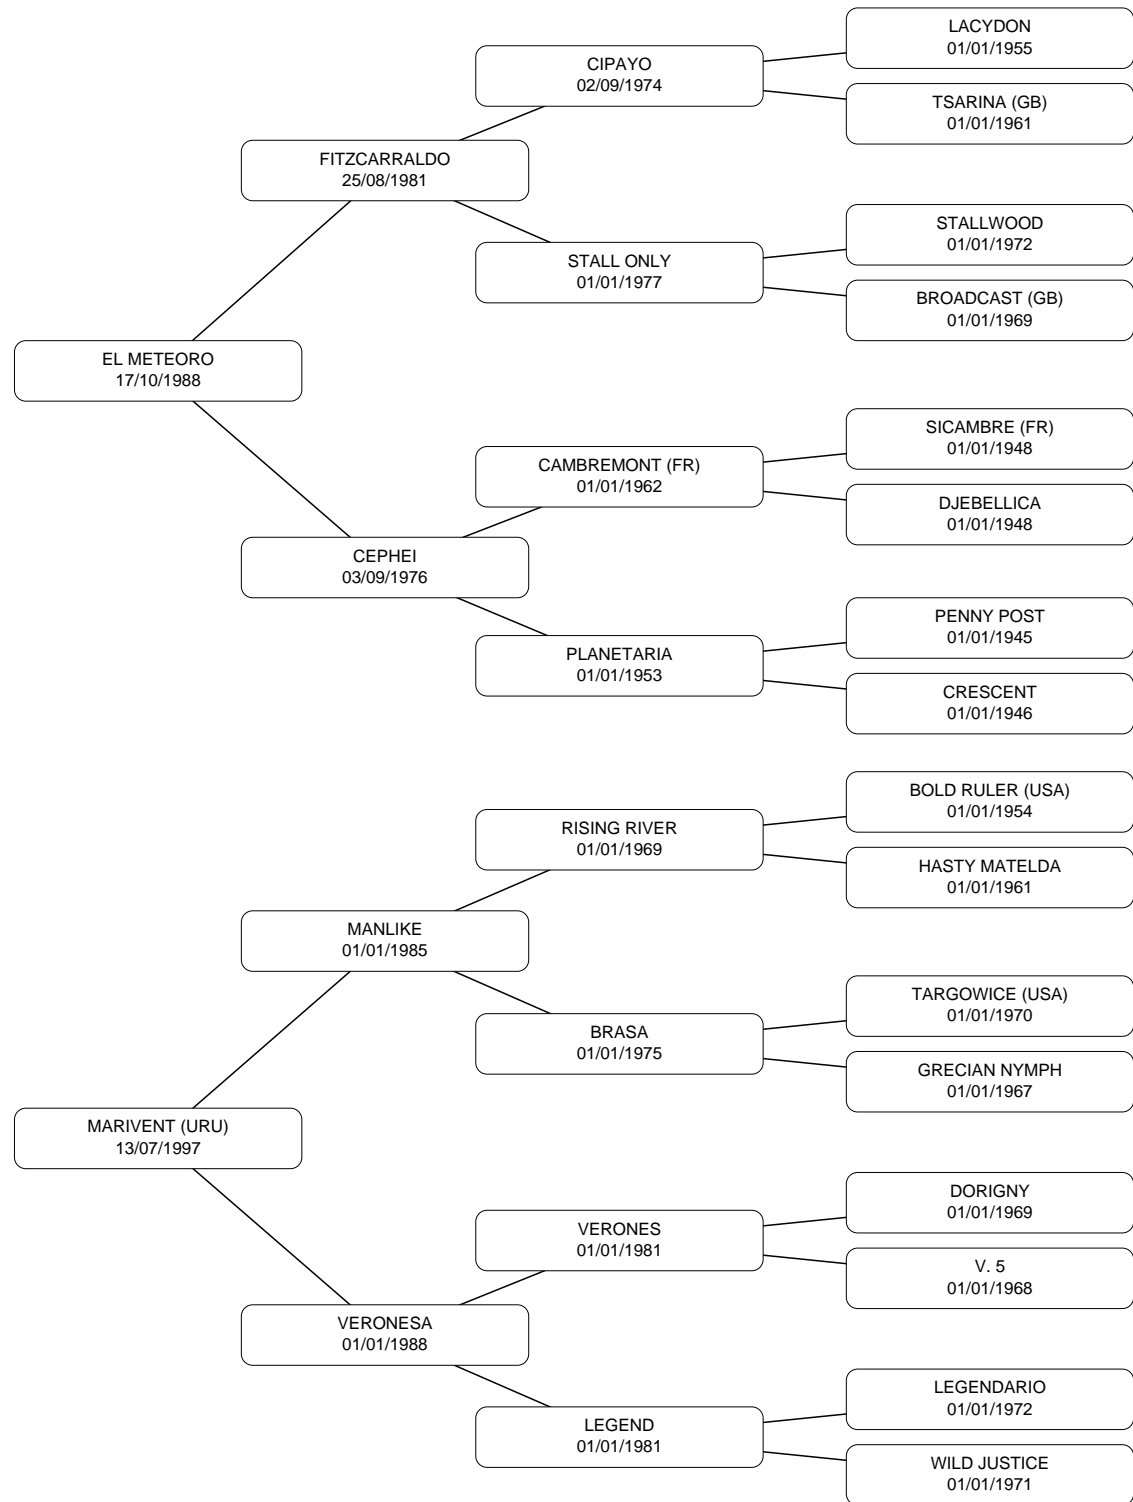 LACYDON
01/01/1955
CIPAYO
02/09/1974
TSARINA (GB)
01/01/1961
FITZCARRALDO
25/08/1981
STALLWOOD
01/01/1972
STALL ONLY
01/01/1977
BROADCAST (GB)
01/01/1969
EL METEORO
17/10/1988
SICAMBRE (FR)
01/01/1948
CAMBREMONT (FR)
01/01/1962
DJEBELLICA
01/01/1948
CEPHEI
03/09/1976
PENNY POST
01/01/1945
PLANETARIA
01/01/1953
CRESCENT
01/01/1946
BOLD RULER (USA)
01/01/1954
RISING RIVER
01/01/1969
HASTY MATELDA
01/01/1961
MANLIKE
01/01/1985
TARGOWICE (USA)
01/01/1970
BRASA
01/01/1975
GRECIAN NYMPH
01/01/1967
MARIVENT (URU)
13/07/1997
DORIGNY
01/01/1969
VERONES
01/01/1981
V. 5
01/01/1968
VERONESA
01/01/1988
LEGENDARIO
01/01/1972
LEGEND
01/01/1981
WILD JUSTICE
01/01/1971